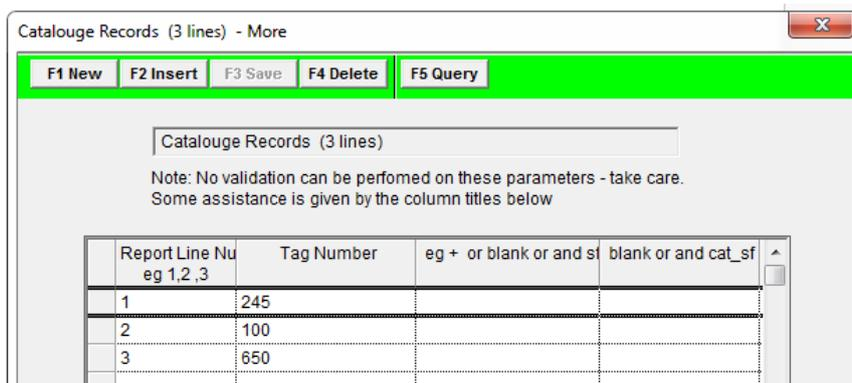 Catalouge Records (3 lines) - More
F1 New F2 Insert F3 Save F4 Delete F5 Query
Catalouge Records (3 lines)
Note: No validation can be perfomed on these parameters - take care.
Some assistance is given by the column titles below
Report Line Nu Tag Number eg + or blank or and sf blank or and cat_sf
eg 1,2 ,3
1 245
2 100
3 650